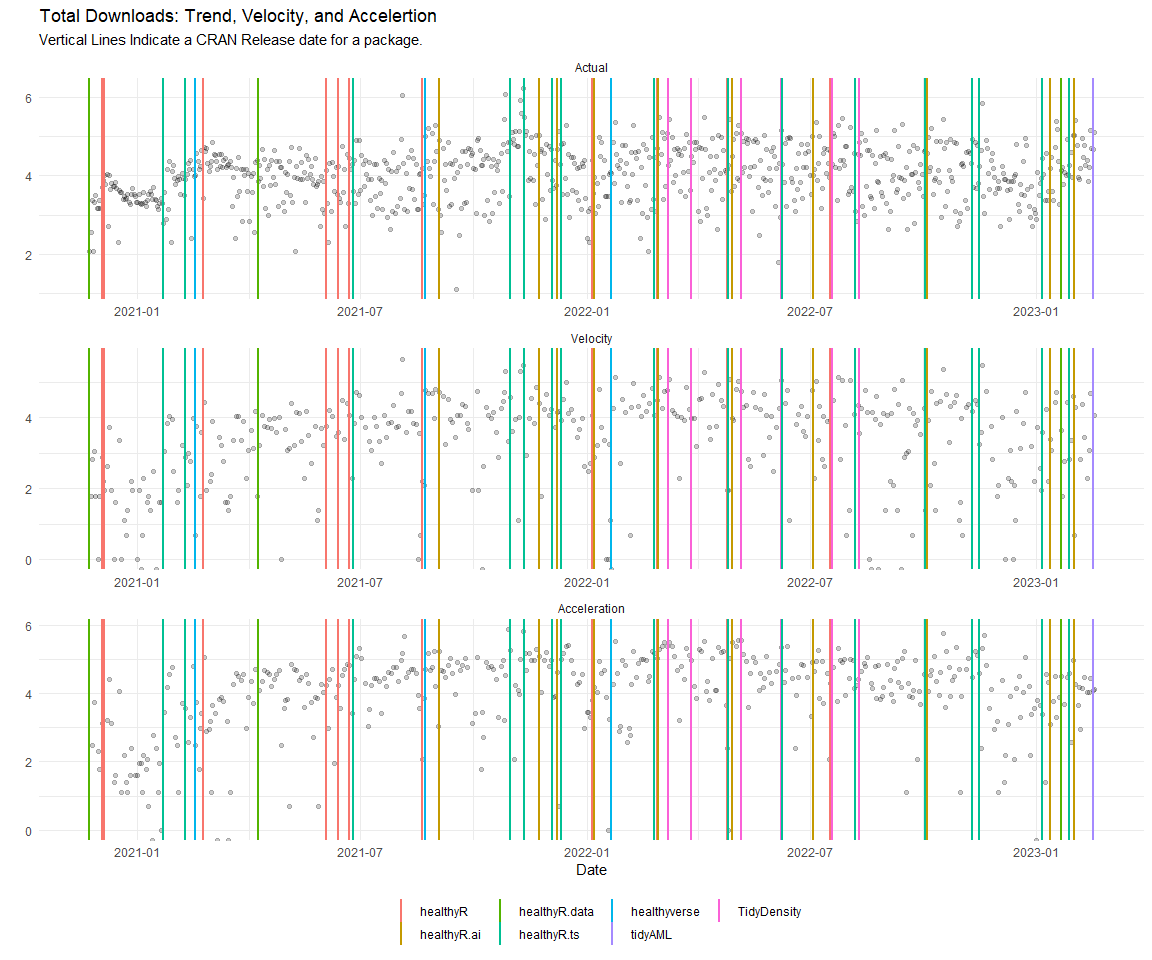 Total Downloads: Trend, Velocity, and Accelertion
Vertical Lines Indicate a CRAN Release date for a package.
Actual
6
4
2
2021-01 2021-07 2022-01 2022-07 2023-01
Velocity
4
2
0
2021-01 2021-07 2022-01 2022-07 2023-01
Acceleration
6
4
2
0
2021-01 2021-07 2022-01 2022-07 2023-01
Date
healthyR healthyR.data healthyverse TidyDensity
healthyR.ai healthyR.ts tidyAML